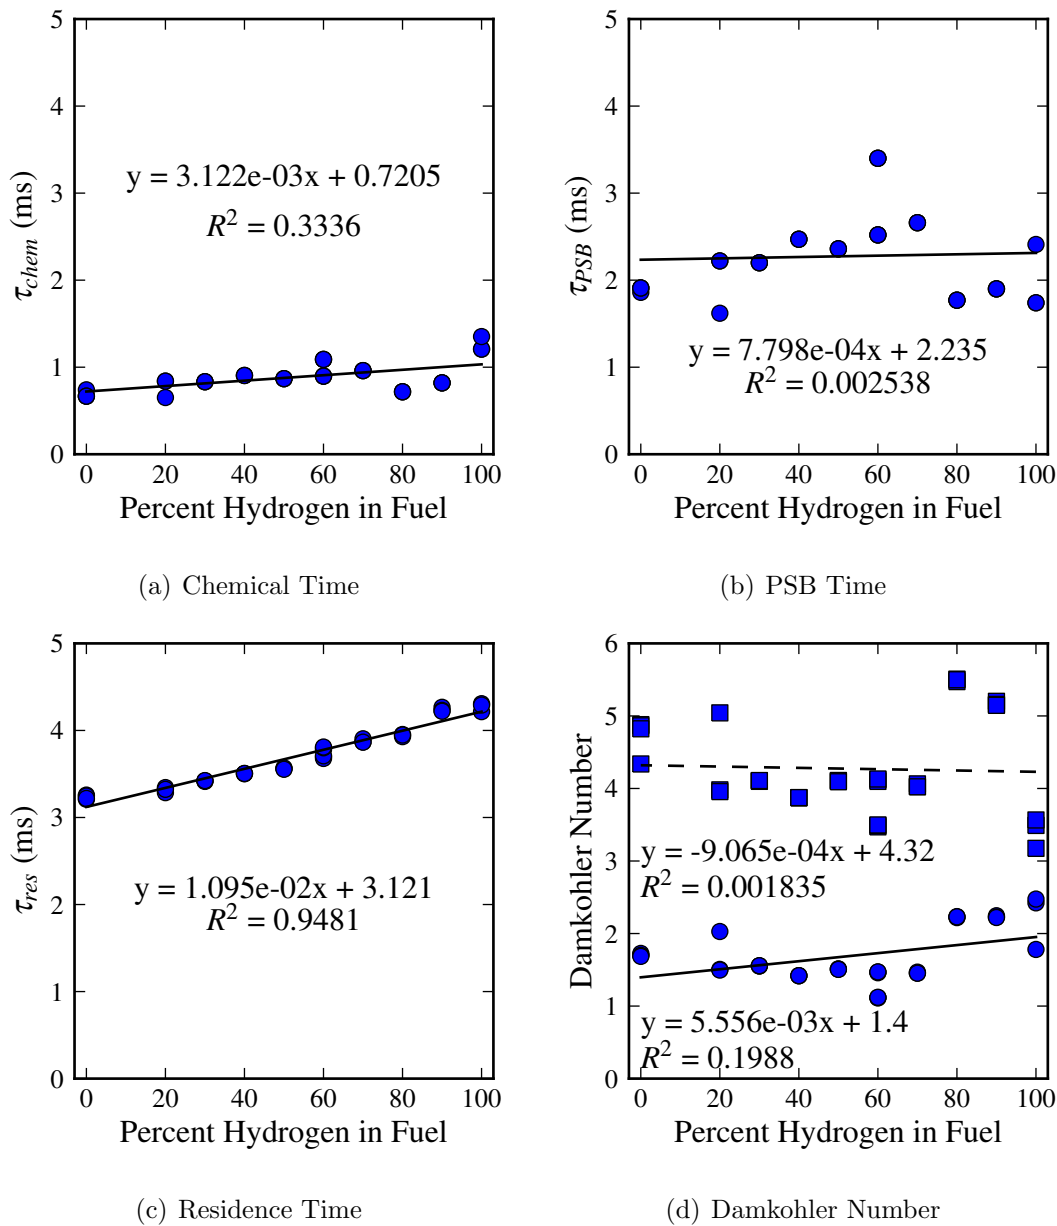 5
4
3
2
1
0
τchem (ms)
y = 3.122e-03x + 0.7205
R² = 0.3336
0 20 40 60 80 100
Percent Hydrogen in Fuel
(a) Chemical Time
5
4
3
2
1
0
τPSB (ms)
y = 7.798e-04x + 2.235
R² = 0.002538
0 20 40 60 80 100
Percent Hydrogen in Fuel
(b) PSB Time
5
4
3
2
1
0
τres (ms)
y = 1.095e-02x + 3.121
R² = 0.9481
0 20 40 60 80 100
Percent Hydrogen in Fuel
(c) Residence Time
6
5
4
3
2
1
0
Damkohler Number
y = -9.065e-04x + 4.32
R² = 0.001835
y = 5.556e-03x + 1.4
R² = 0.1988
0 20 40 60 80 100
Percent Hydrogen in Fuel
(d) Damkohler Number